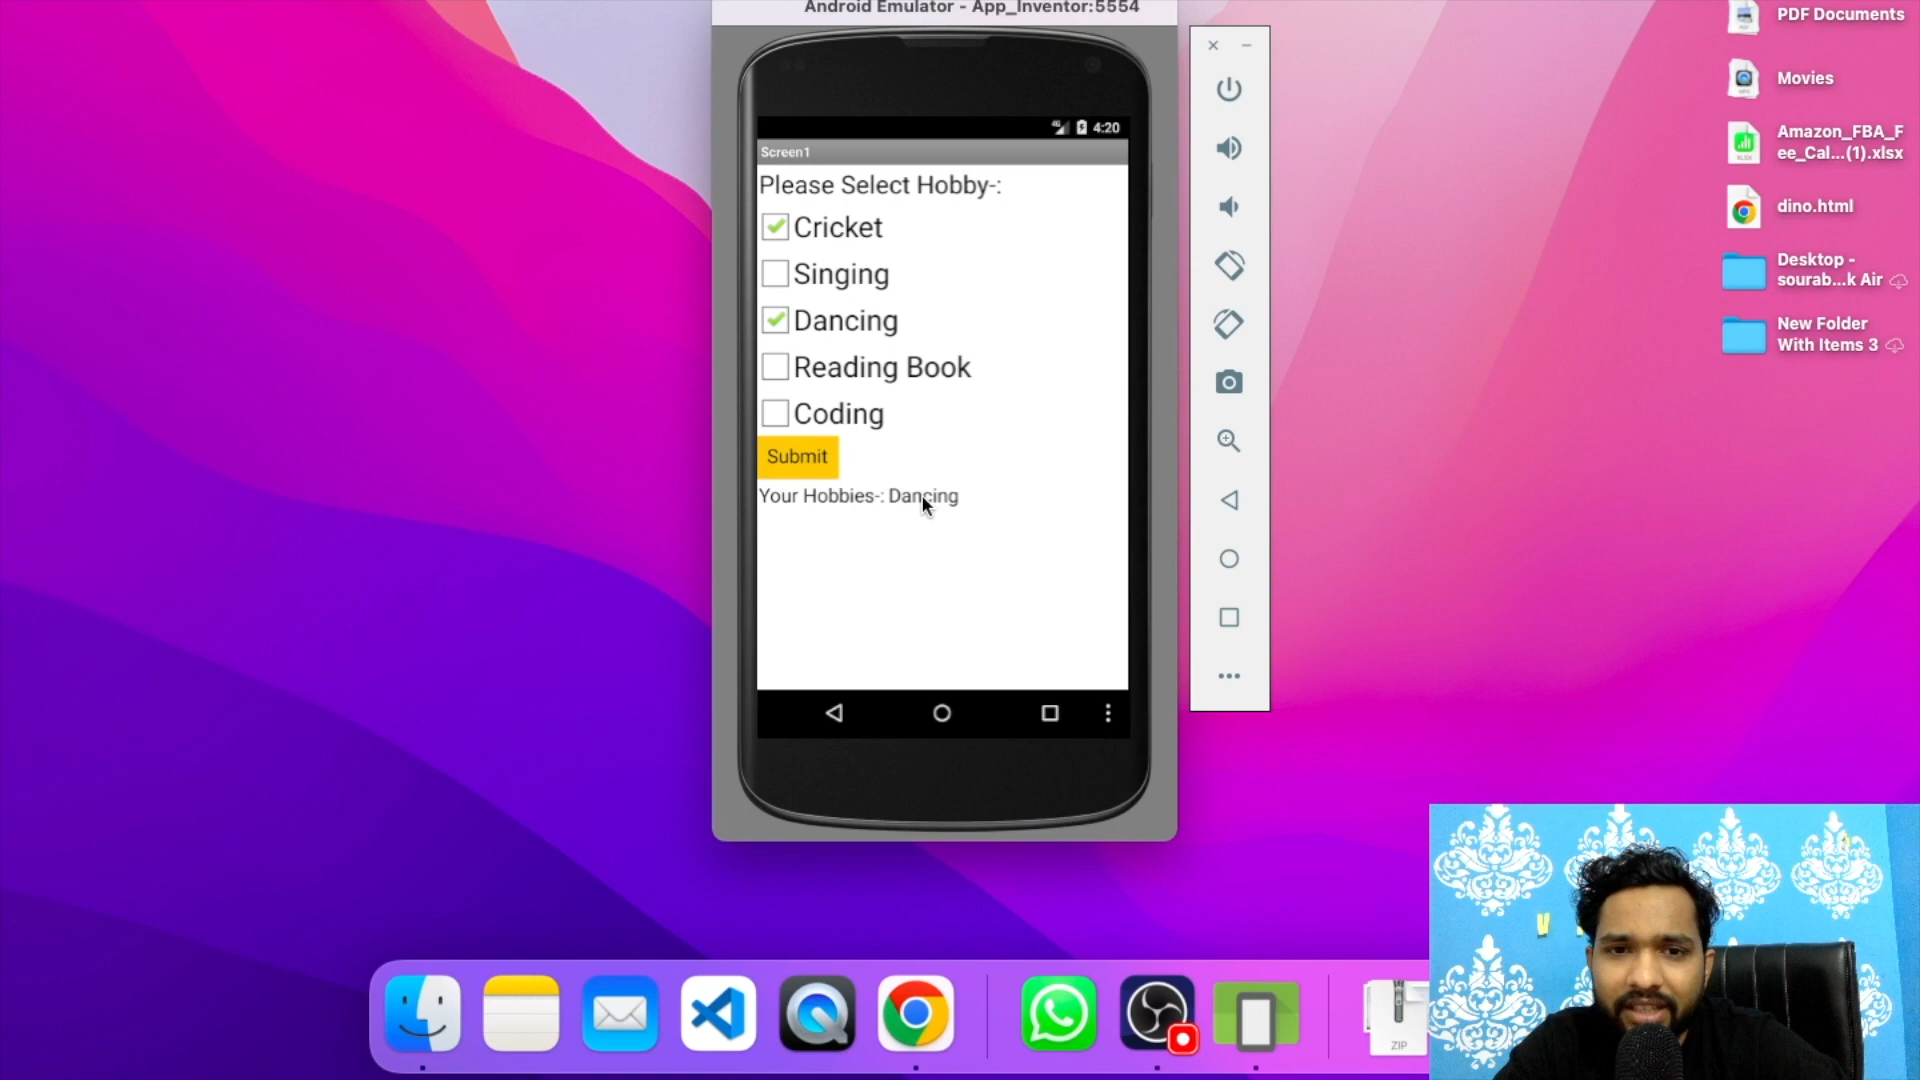 Android Emulator - App_Inventor:5554
4G 4:20
Screen1
Please Select Hobby-:
Cricket
Singing
Dancing
Reading Book
Coding
Submit
Your Hobbies-: Dancing
PDF Documents
Movies
XLSX
Amazon_FBA_F
ee_Cal...(1).xlsx
dino.html
Desktop -
sourab...k Air
New Folder
With Items 3
ZIP